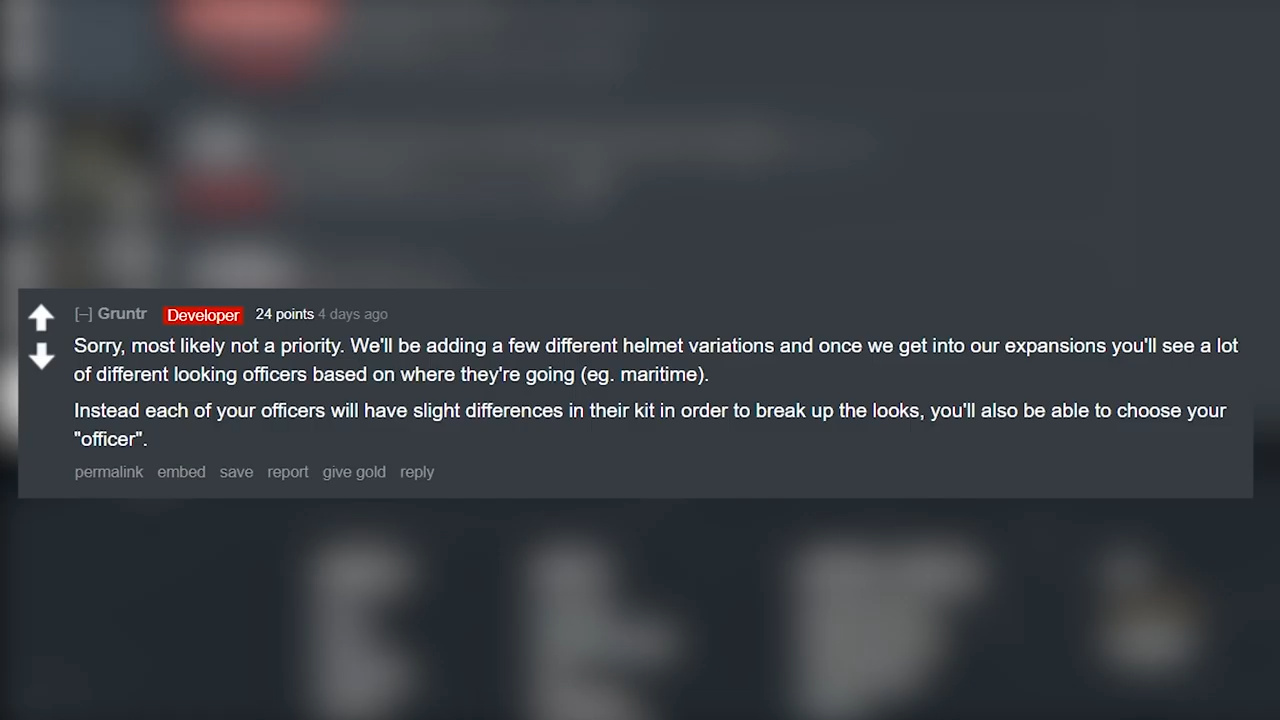 [–] Gruntr Developer 24 points 4 days ago
Sorry, most likely not a priority. We'll be adding a few different helmet variations and once we get into our expansions you'll see a lot
of different looking officers based on where they're going (eg. maritime).
Instead each of your officers will have slight differences in their kit in order to break up the looks, you'll also be able to choose your
"officer".
permalink embed save report give gold reply